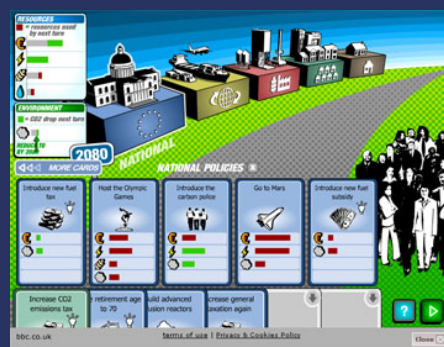 RESOURCES
= resources used
by next turn
ENVIRONMENT
= CO2 drop next turn
REDUCE TO
BY 2080
NATIONAL
MORE CARDS
NATIONAL POLICIES
Introduce new fuel
tax
Host the Olympic
Games
Introduce the
carbon police
Go to Mars
Introduce new fuel
subsidy
Increase CO2
emissions tax
retirement age
to 70
advanced
reactors
general
taxation again
?
bbc.co.uk
terms of use | Privacy & Cookies Policy
Close